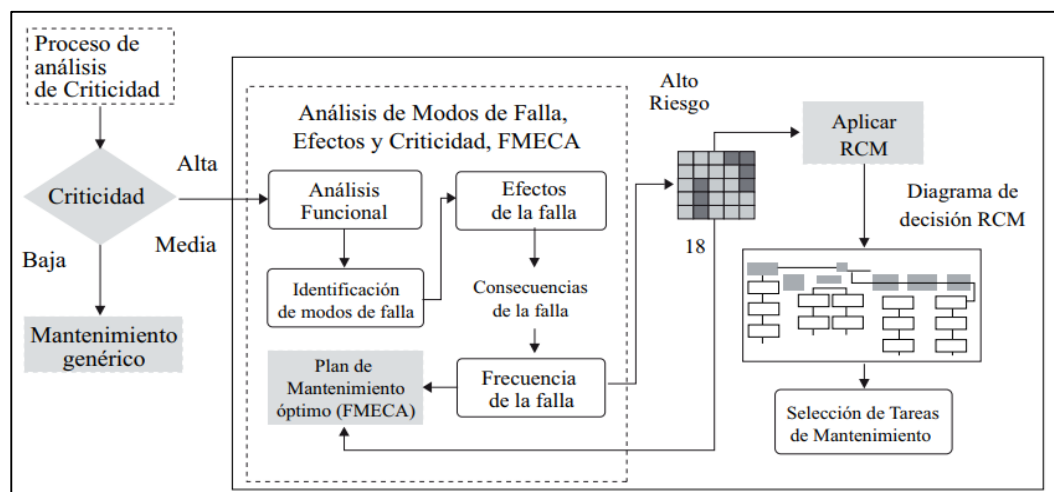 Proceso de
análisis
de Criticidad
Criticidad
Alta
Media
Baja
Mantenimiento
genérico
Análisis de Modos de Falla,
Efectos y Criticidad, FMECA
Análisis
Funcional
Identificación
de modos de falla
Efectos
de la falla
Consecuencias
de la falla
Frecuencia
de la falla
Plan de
Mantenimiento
óptimo (FMECA)
Alto
Riesgo
18
Aplicar
RCM
Diagrama de
decisión RCM
Selección de Tareas
de Mantenimiento